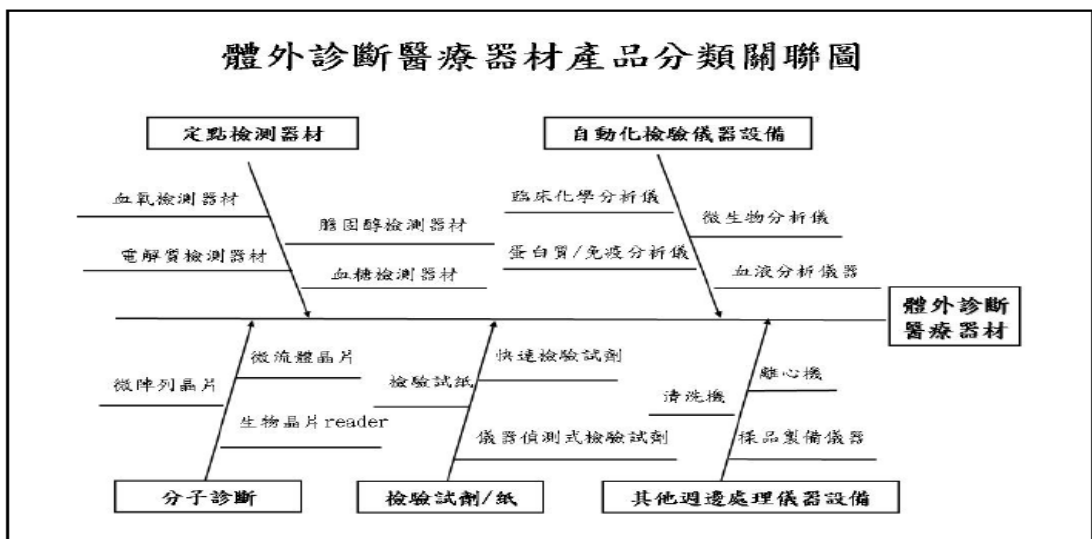 體外診斷醫療器材產品分類關聯圖
定點檢測器材
自動化檢驗儀器設備
血氧檢測器材
膽固醇檢測器材
電解質檢測器材
血糖檢測器材
臨床化學分析儀
微生物分析儀
蛋白質/免疫分析儀
血液分析儀器
體外診斷
醫療器材
微流體晶片
微陣列晶片
生物晶片reader
快速檢驗試劑
檢驗試紙
儀器偵測式檢驗試劑
離心機
清洗機
樣品製備儀器
分子診斷
檢驗試劑/紙
其他週邊處理儀器設備